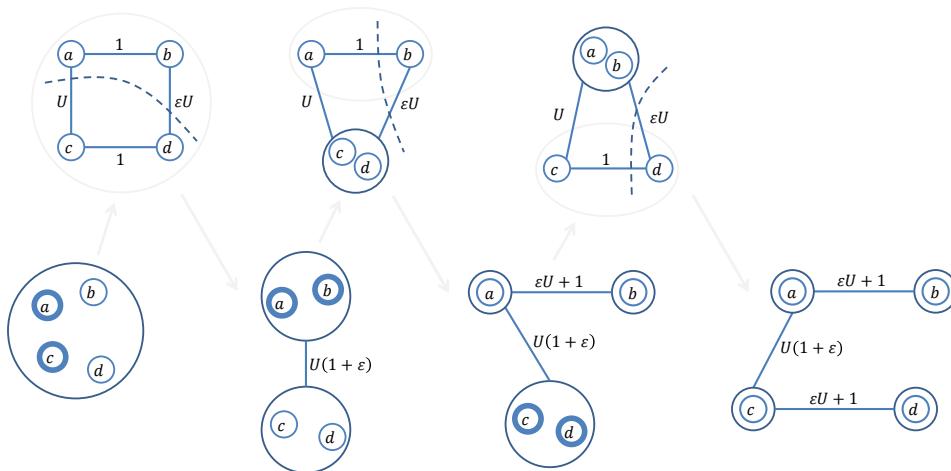 a 1 b
U εU
c 1 d
a 1 b
U εU
c d
a b
U εU
c 1 d
a b
c d
a b
U(1 + ε)
c d
a εU + 1 b
U(1 + ε)
c d
a εU + 1 b
U(1 + ε)
c εU + 1 d